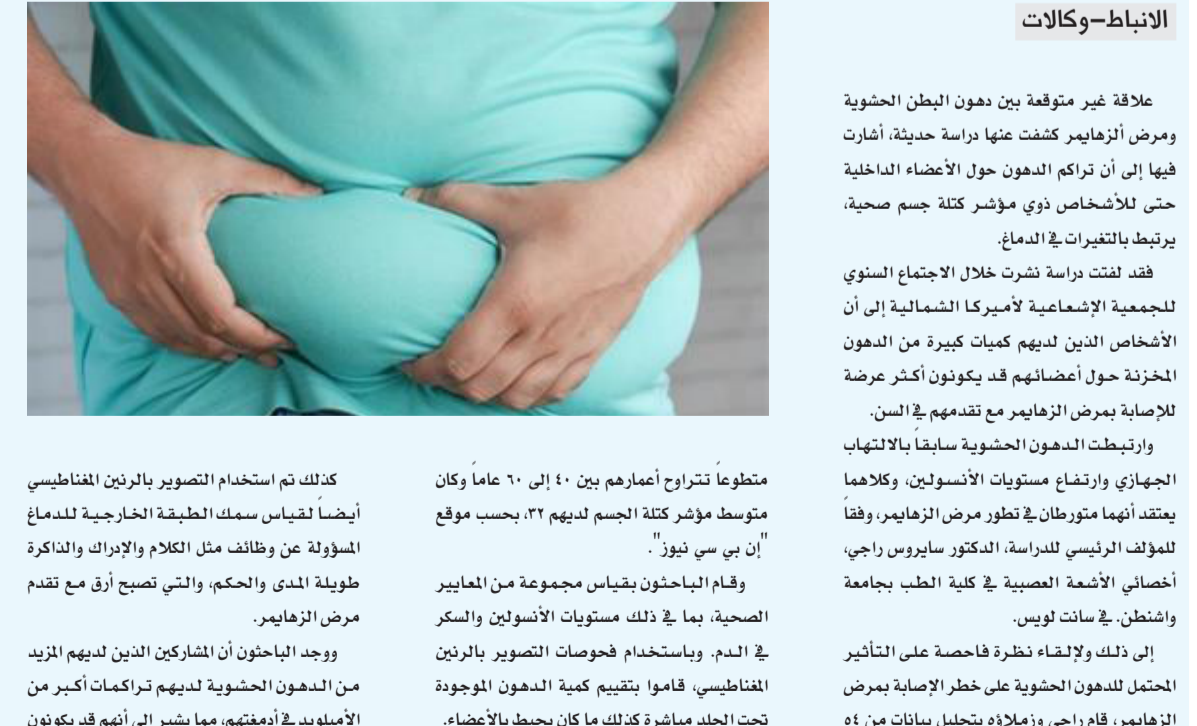 الانباط-وكالات
علاقة غير متوقعة بين دهون البطن الحشوية
ومرض ألزهايمر كشفت عنها دراسة حديثة، أشارت
فيها إلى أن تراكم الدهون حول الأعضاء الداخلية
حتى للأشخاص ذوي مؤشر كتلة جسم صحية،
يرتبط بالتغيرات في الدماغ.
فقد لفتت دراسة نشرت خلال الاجتماع السنوي
للجمعية الإشعاعية لأميركا الشمالية إلى أن
الأشخاص الذين لديهم كميات كبيرة من الدهون
المخزنة حول أعضائهم قد يكونون أكثر عرضة
للإصابة بمرض الزهايمر مع تقدمهم في السن.
وارتبطت الدهون الحشوية سابقاً بالالتهاب
الجهازي وارتفاع مستويات الأنسولين، وكلاهما
يعتقد أنهما متورطان في تطور مرض الزهايمر، وفقاً
للمؤلف الرئيسي للدراسة، الدكتور سايروس راجي،
أخصائي الأشعة العصبية في كلية الطب بجامعة
واشنطن. في سانت لويس.
إلى ذلك ولإلقاء نظرة فاحصة على التأثير
المحتمل للدهون الحشوية على خطر الإصابة بمرض
الزهايمر، قام راجي وزملاؤه بتحليل بيانات من ٥٤
متطوعاً تتراوح أعمارهم بين ٤٠ إلى ٦٠ عاماً وكان
متوسط مؤشر كتلة الجسم لديهم ٣٢، بحسب موقع
"إن بي سي نيوز".
وقام الباحثون بقياس مجموعة من المعايير
الصحية، بما في ذلك مستويات الأنسولين والسكر
في الدم. وباستخدام فحوصات التصوير بالرنين
المغناطيسي، قاموا بتقييم كمية الدهون الموجودة
تحت الجلد مباشرة كذلك ما كان يحيط بالأعضاء.
كذلك تم استخدام التصوير بالرنين المغناطيسي
أيضاً لقياس سمك الطبقة الخارجية للدماغ
المسؤولة عن وظائف مثل الكلام والإدراك والذاكرة
طويلة المدى والحكم، والتي تصبح أرق مع تقدم
مرض الزهايمر.
ووجد الباحثون أن المشاركين الذين لديهم المزيد
من الدهون الحشوية لديهم تراكمات أكبر من
الأميلويد في أدمغتهم، مما يشير إلى أنهم قد يكونون